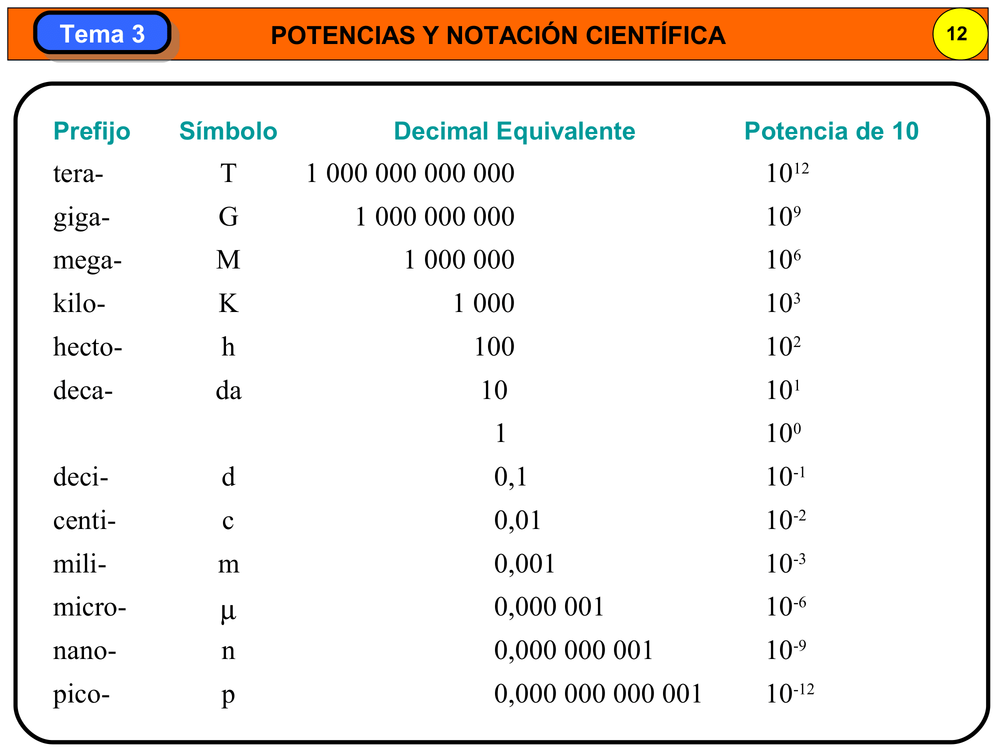 Tema 3
POTENCIAS Y NOTACIÓN CIENTÍFICA
12
Prefijo Símbolo Decimal Equivalente Potencia de 10
tera- T 1 000 000 000 000 10¹²
giga- G 1 000 000 000 10⁹
mega- M 1 000 000 10⁶
kilo- K 1 000 10³
hecto- h 100 10²
deca- da 10 10¹
1 10⁰
deci- d 0,1 10⁻¹
centi- c 0,01 10⁻²
mili- m 0,001 10⁻³
micro- μ 0,000 001 10⁻⁶
nano- n 0,000 000 001 10⁻⁹
pico- p 0,000 000 000 001 10⁻¹²